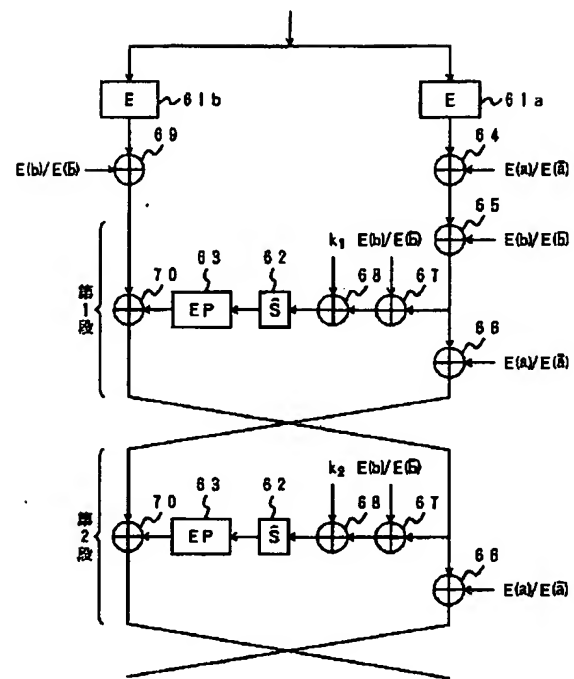 E 61b
E 61a
69
64
E(b)/E(b̄)
E(a)/E(ā)
65
E(b)/E(b̄)
k₁ E(b)/E(b̄)
第1段
70 63 62 68 67
EP Ŝ
66
E(a)/E(ā)
k₂ E(b)/E(b̄)
第2段
70 63 62 68 67
EP Ŝ
66
E(a)/E(ā)